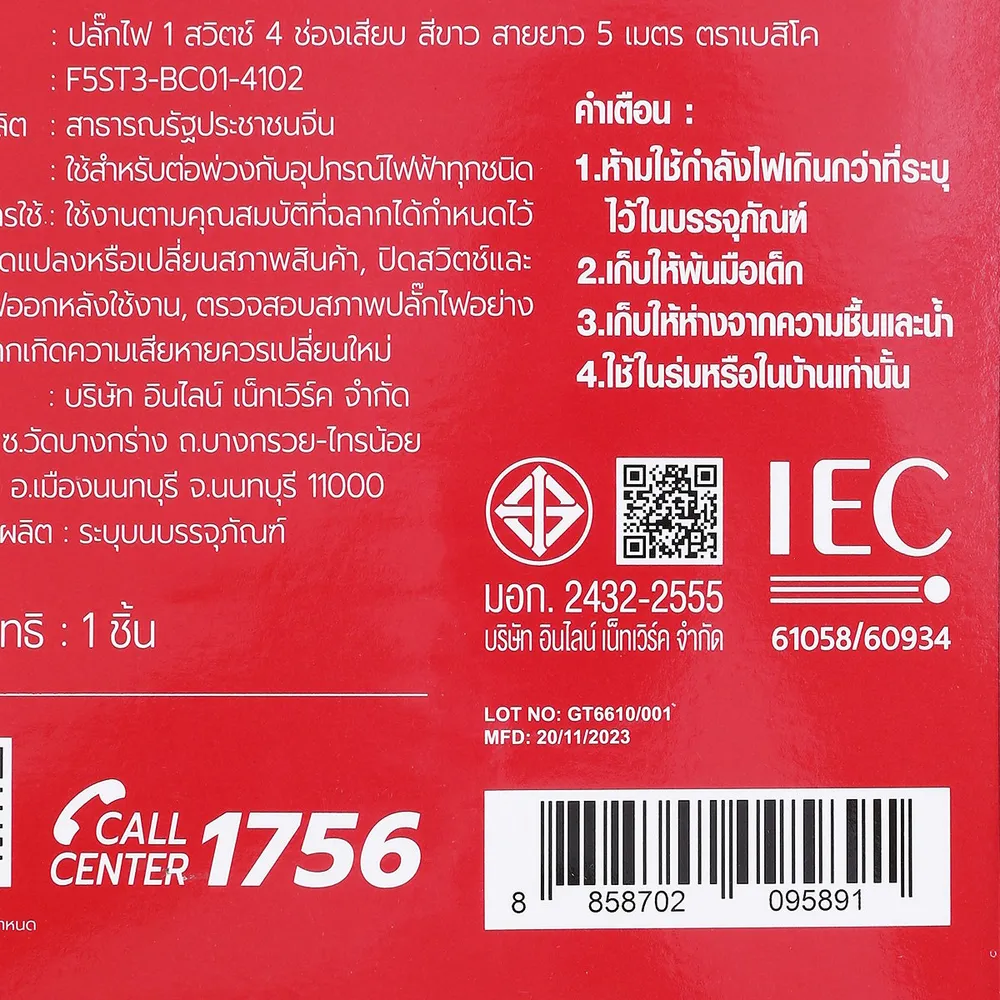 : ปลั๊กไฟ 1 สวิตช์ 4 ช่องเสียบ สีขาว สายยาว 5 เมตร ตราเบสิโค
: F5ST3-BC01-4102
: สาธารณรัฐประชาชนจีน
: ใช้สำหรับต่อพ่วงกับอุปกรณ์ไฟฟ้าทุกชนิด
: ใช้งานตามคุณสมบัติที่ฉลากได้กำหนดไว้
ดแปลงหรือเปลี่ยนสภาพสินค้า, ปิดสวิตช์และ
ออกหลังใช้งาน, ตรวจสอบสภาพปลั๊กไฟอย่าง
กเกิดความเสียหายควรเปลี่ยนใหม่
: บริษัท อินไลน์ เน็ทเวิร์ค จำกัด
ซ.วัดบางกร่าง ถ.บางกรวย-ไทรน้อย
อ.เมืองนนทบุรี จ.นนทบุรี 11000
ผลิต : ระบุบนบรรจุภัณฑ์
ทธิ : 1 ชิ้น
CALL
CENTER 1756
คำเตือน :
1.ห้ามใช้กำลังไฟเกินกว่าที่ระบุ
ไว้ในบรรจุภัณฑ์
2.เก็บให้พ้นมือเด็ก
3.เก็บให้ห่างจากความชื้นและน้ำ
4.ใช้ในร่มหรือในบ้านเท่านั้น
มอก. 2432-2555
บริษัท อินไลน์ เน็ทเวิร์ค จำกัด
IEC
61058/60934
LOT NO: GT6610/001
MFD: 20/11/2023
8 858702 095891